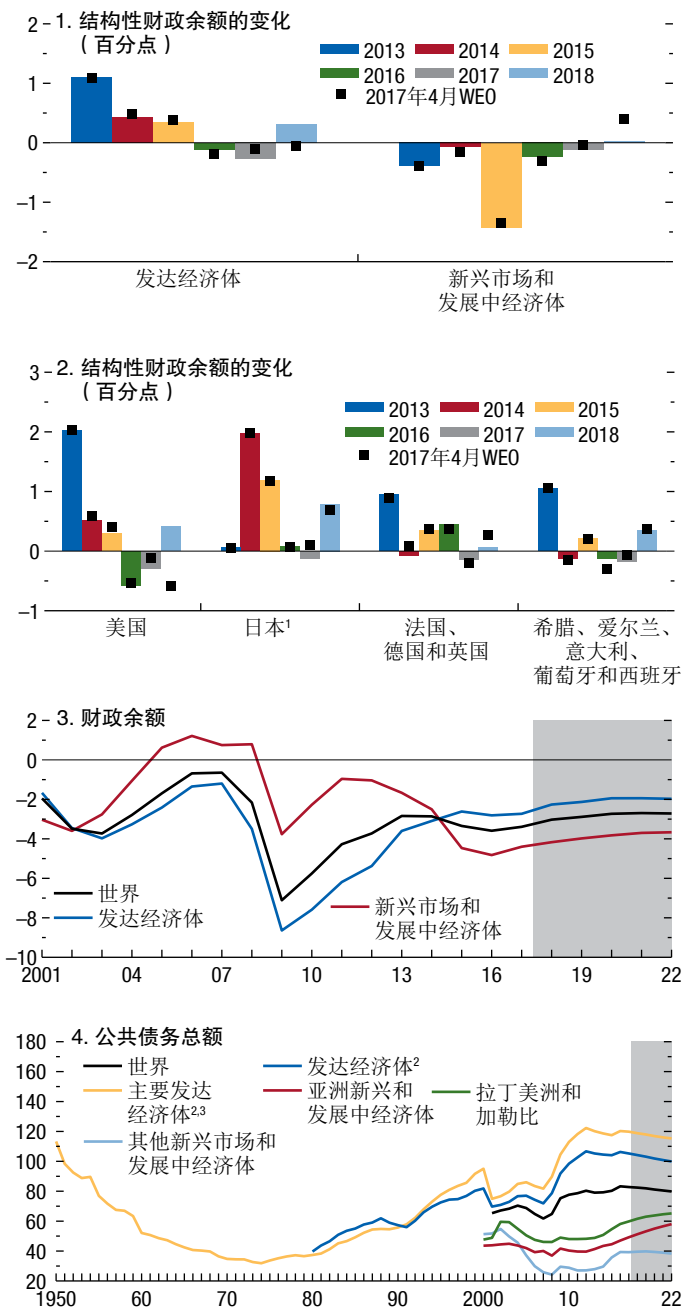 1. 结构性财政余额的变化
（百分点）
2013 2014 2015
2016 2017 2018
2017年4月WEO
2
1
0
–1
–2
发达经济体
新兴市场和
发展中经济体
2. 结构性财政余额的变化
（百分点）
2013 2014 2015
2016 2017 2018
2017年4月WEO
3
2
1
0
–1
美国
日本¹
法国、
德国和英国
希腊、爱尔兰、
意大利、
葡萄牙和西班牙
3. 财政余额
2
0
–2
–4
–6
–8
–10
世界
发达经济体
新兴市场和
发展中经济体
2001 04 07 10 13 16 19 22
4. 公共债务总额
世界
发达经济体²
主要发达
经济体²,³
亚洲新兴和
发展中经济体
拉丁美洲和
加勒比
其他新兴市场和
发展中经济体
180
160
140
120
100
80
60
40
20
1950 60 70 80 90 2000 10 22